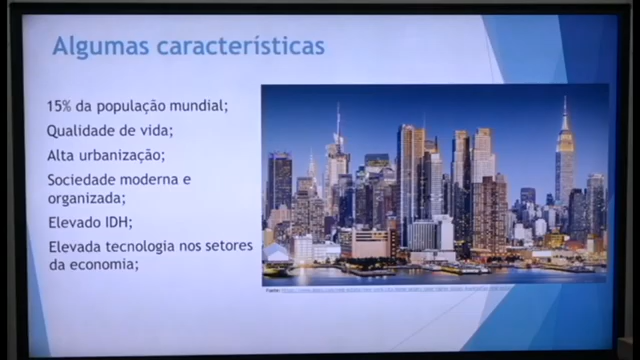 Algumas características
15% da população mundial;
Qualidade de vida;
Alta urbanização;
Sociedade moderna e
organizada;
Elevado IDH;
Elevada tecnologia nos setores
da economia;
Fonte: